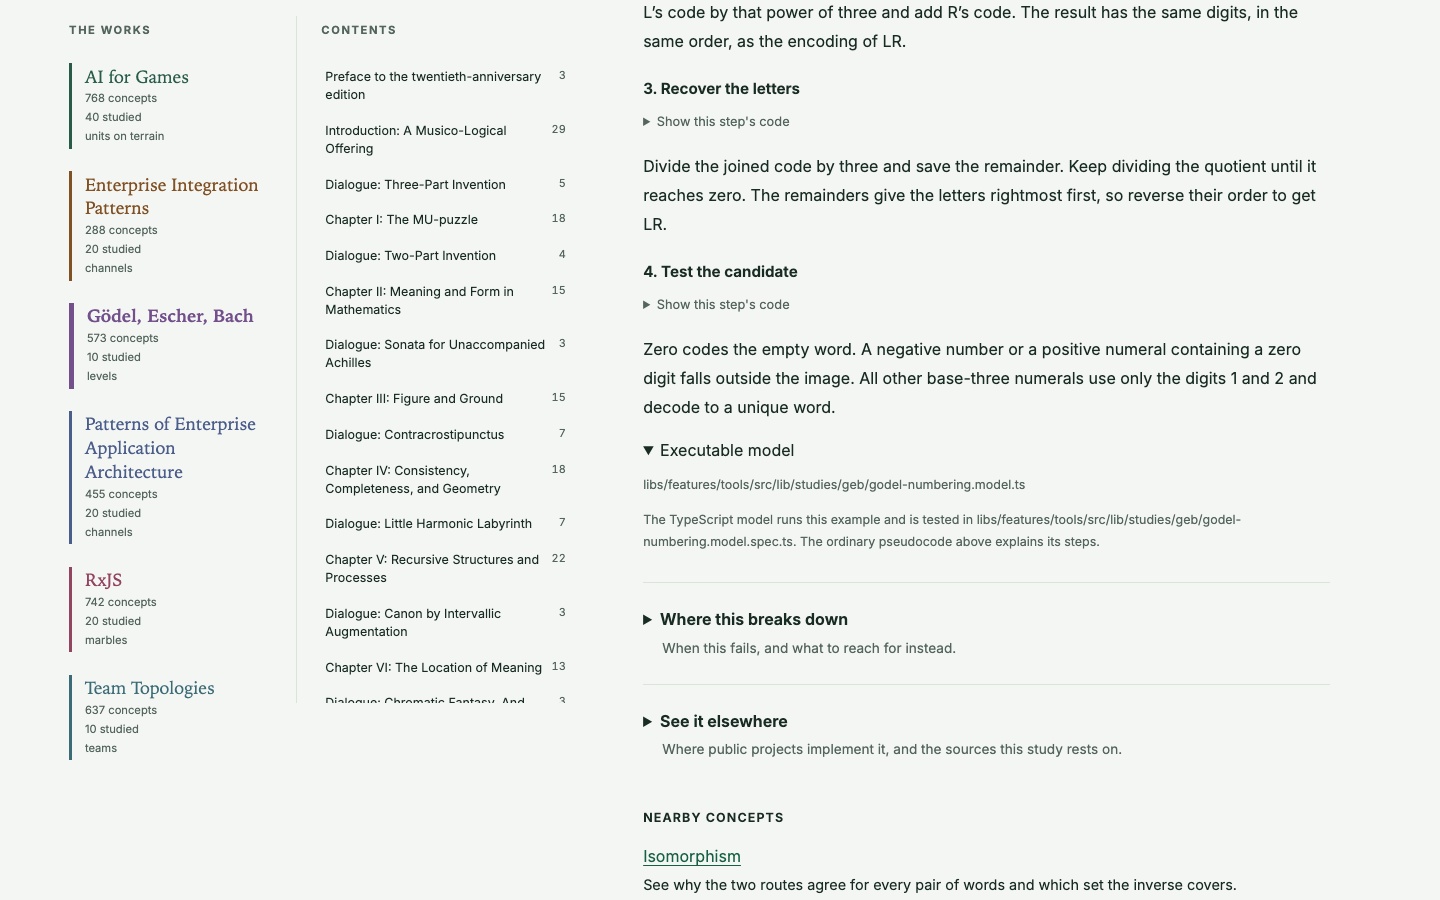 THE WORKS
AI for Games
768 concepts
40 studied
units on terrain
Enterprise Integration
Patterns
288 concepts
20 studied
channels
Gödel, Escher, Bach
573 concepts
10 studied
levels
Patterns of Enterprise
Application
Architecture
455 concepts
20 studied
channels
RxJS
742 concepts
20 studied
marbles
Team Topologies
637 concepts
10 studied
teams
CONTENTS
Preface to the twentieth-anniversary 3
edition
Introduction: A Musico-Logical 29
Offering
Dialogue: Three-Part Invention 5
Chapter I: The MU-puzzle 18
Dialogue: Two-Part Invention 4
Chapter II: Meaning and Form in 15
Mathematics
Dialogue: Sonata for Unaccompanied 3
Achilles
Chapter III: Figure and Ground 15
Dialogue: Contracrostipunctus 7
Chapter IV: Consistency, 18
Completeness, and Geometry
Dialogue: Little Harmonic Labyrinth 7
Chapter V: Recursive Structures and 22
Processes
Dialogue: Canon by Intervallic 3
Augmentation
Chapter VI: The Location of Meaning 13
Dialogue: Chromatic Fantasy, And 3
L's code by that power of three and add R's code. The result has the same digits, in the
same order, as the encoding of LR.
3. Recover the letters
Show this step's code
Divide the joined code by three and save the remainder. Keep dividing the quotient until it
reaches zero. The remainders give the letters rightmost first, so reverse their order to get
LR.
4. Test the candidate
Show this step's code
Zero codes the empty word. A negative number or a positive numeral containing a zero
digit falls outside the image. All other base-three numerals use only the digits 1 and 2 and
decode to a unique word.
Executable model
libs/features/tools/src/lib/studies/geb/godel-numbering.model.ts
The TypeScript model runs this example and is tested in libs/features/tools/src/lib/studies/geb/godel-
numbering.model.spec.ts. The ordinary pseudocode above explains its steps.
Where this breaks down
When this fails, and what to reach for instead.
See it elsewhere
Where public projects implement it, and the sources this study rests on.
NEARBY CONCEPTS
Isomorphism
See why the two routes agree for every pair of words and which set the inverse covers.